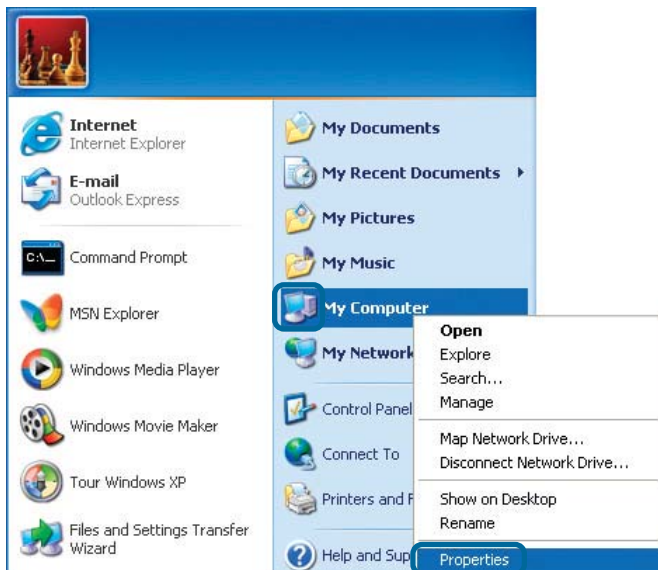 Internet
Internet Explorer
E-mail
Outlook Express
C:\_
Command Prompt
MSN Explorer
Windows Media Player
Windows Movie Maker
Tour Windows XP
Files and Settings Transfer
Wizard
My Documents
My Recent Documents
My Pictures
My Music
My Computer
My Network
Control Panel
Connect To
Printers and F
Help and Sup
Open
Explore
Search...
Manage
Map Network Drive...
Disconnect Network Drive...
Show on Desktop
Rename
Properties